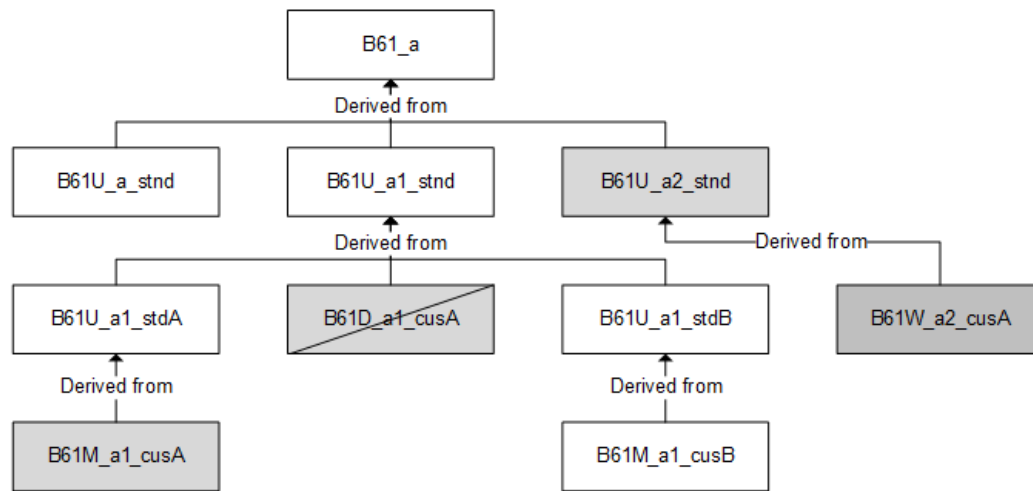 B61_a
Derived from
B61U_a_stnd
B61U_a1_stnd
B61U_a2_stnd
Derived from
Derived from
B61U_a1_stdA
B61D_a1_cusA
B61U_a1_stdB
B61W_a2_cusA
Derived from
Derived from
B61M_a1_cusA
B61M_a1_cusB